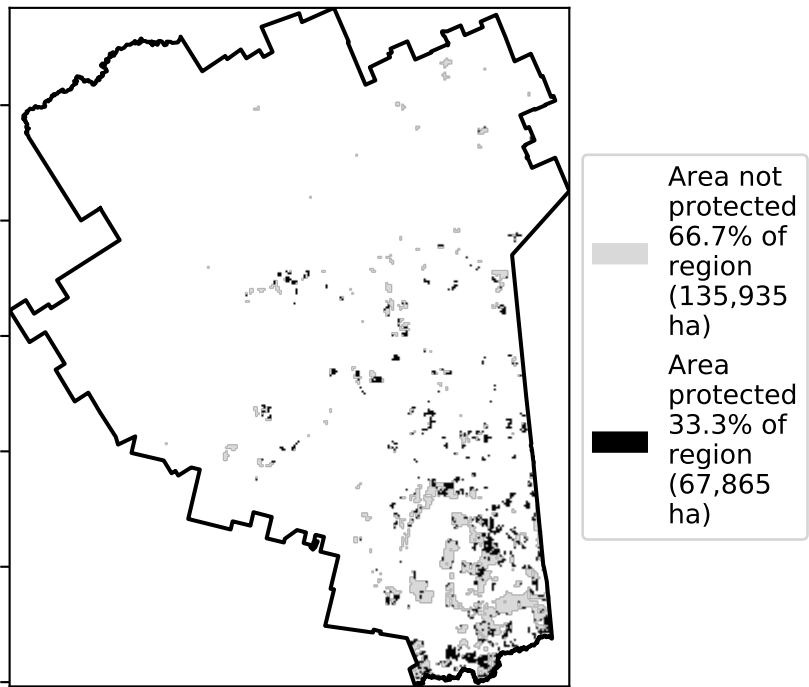 Area not
protected
66.7% of
region
(135,935
ha)
Area
protected
33.3% of
region
(67,865
ha)